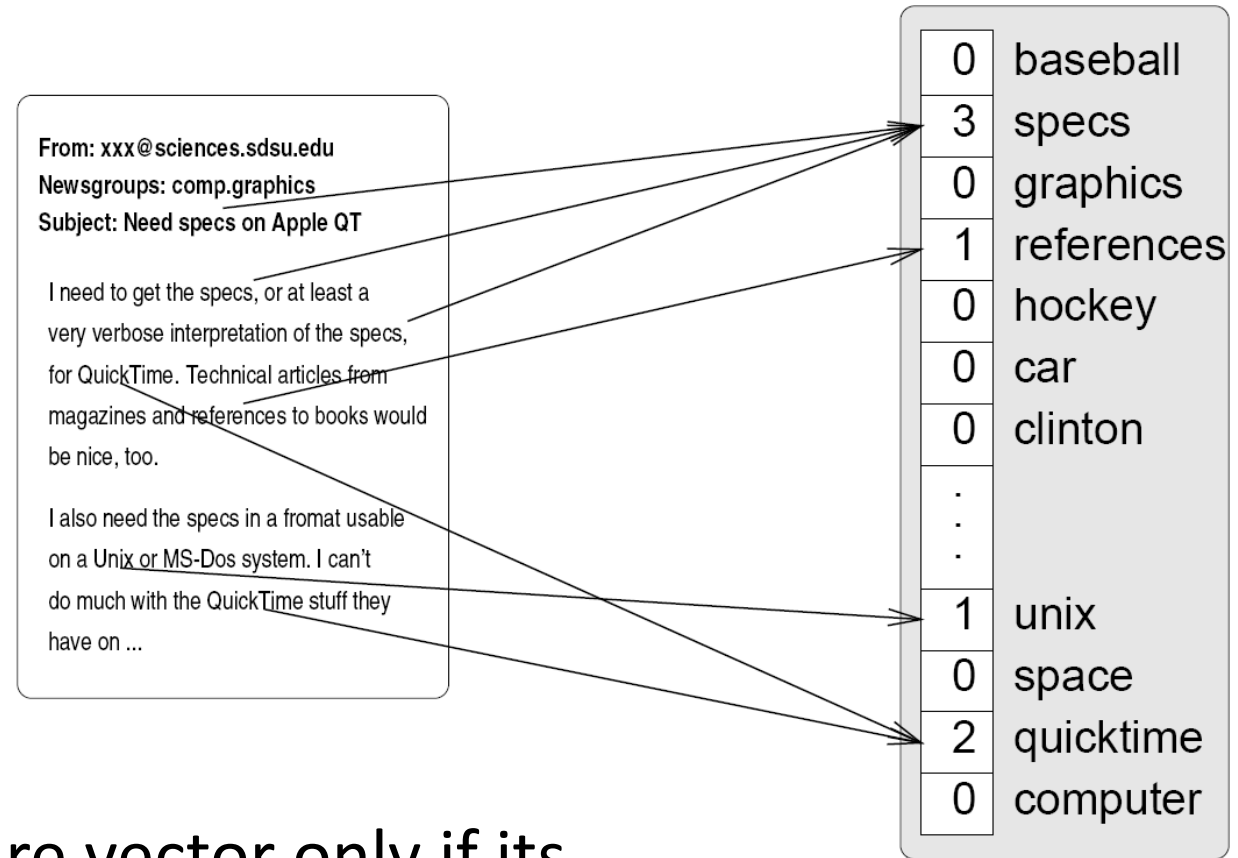 From: xxx@sciences.sdsu.edu
Newsgroups: comp.graphics
Subject: Need specs on Apple QT
I need to get the specs, or at least a
very verbose interpretation of the specs,
for QuickTime. Technical articles from
magazines and references to books would
be nice, too.
I also need the specs in a fromat usable
on a Unix or MS-Dos system. I can't
do much with the QuickTime stuff they
have on ...
0 baseball
3 specs
0 graphics
1 references
0 hockey
0 car
0 clinton
.
.
.
1 unix
0 space
2 quicktime
0 computer
re vector only if its